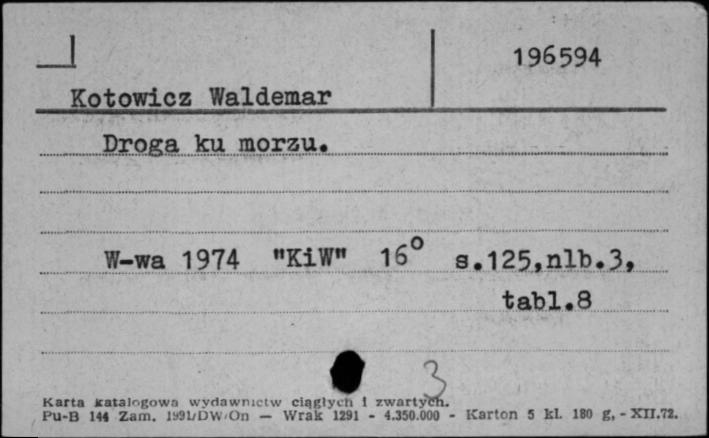 196594
Kotowicz Waldemar
Droga ku morzu.
W-wa 1974 "KiW" 16° s.125,nlb.3,
tabl.8
3
Karta katalogowa wydawnictw ciągłych i zwartych.
Pu-B 144 Zam. 1991/DW/On — Wrak 1291 - 4.350.000 - Karton 5 kl. 180 g, - XII.72.